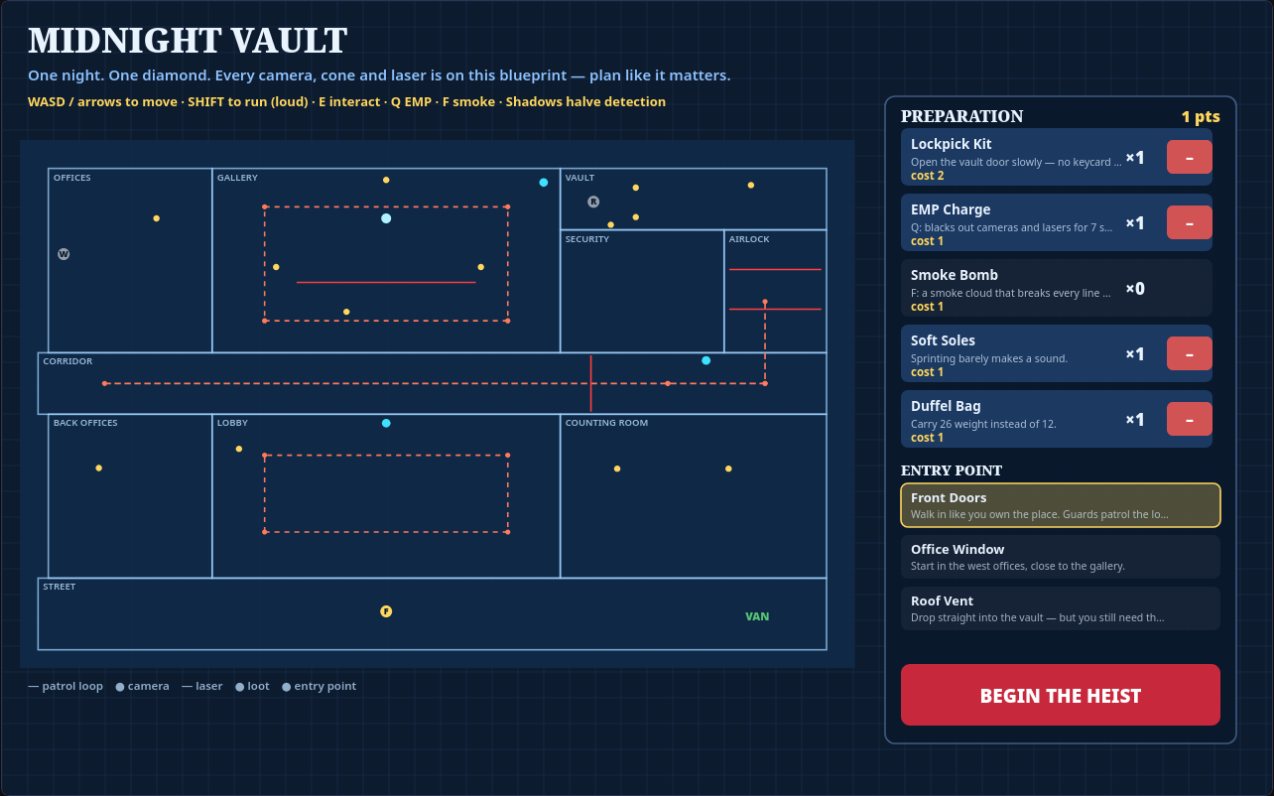 MIDNIGHT VAULT
One night. One diamond. Every camera, cone and laser is on this blueprint — plan like it matters.
WASD / arrows to move · SHIFT to run (loud) · E interact · Q EMP · F smoke · Shadows halve detection
OFFICES
GALLERY
VAULT
R
W
SECURITY
AIRLOCK
CORRIDOR
BACK OFFICES
LOBBY
COUNTING ROOM
STREET
F
VAN
— patrol loop
camera
— laser
loot
entry point
PREPARATION
1 pts
Lockpick Kit
Open the vault door slowly — no keycard ...
cost 2
×1
–
EMP Charge
Q: blacks out cameras and lasers for 7 s...
cost 1
×1
–
Smoke Bomb
F: a smoke cloud that breaks every line ...
cost 1
×0
Soft Soles
Sprinting barely makes a sound.
cost 1
×1
–
Duffel Bag
Carry 26 weight instead of 12.
cost 1
×1
–
ENTRY POINT
Front Doors
Walk in like you own the place. Guards patrol the lo...
Office Window
Start in the west offices, close to the gallery.
Roof Vent
Drop straight into the vault — but you still need th...
BEGIN THE HEIST